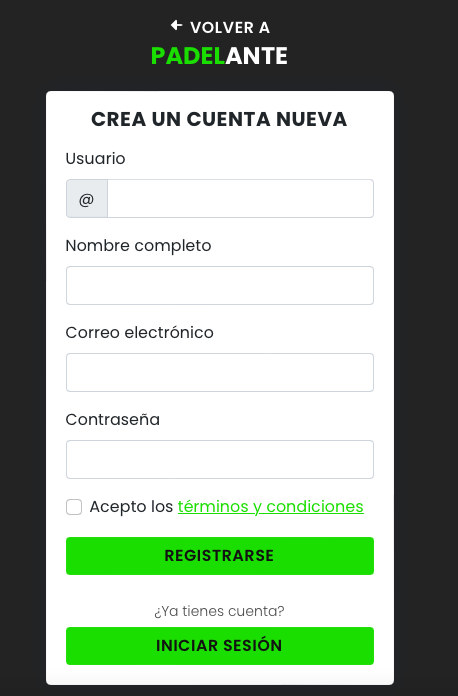 ← VOLVER A
PADELANTE
CREA UN CUENTA NUEVA
Usuario
@
Nombre completo
Correo electrónico
Contraseña
Acepto los términos y condiciones
REGISTRARSE
¿Ya tienes cuenta?
INICIAR SESIÓN